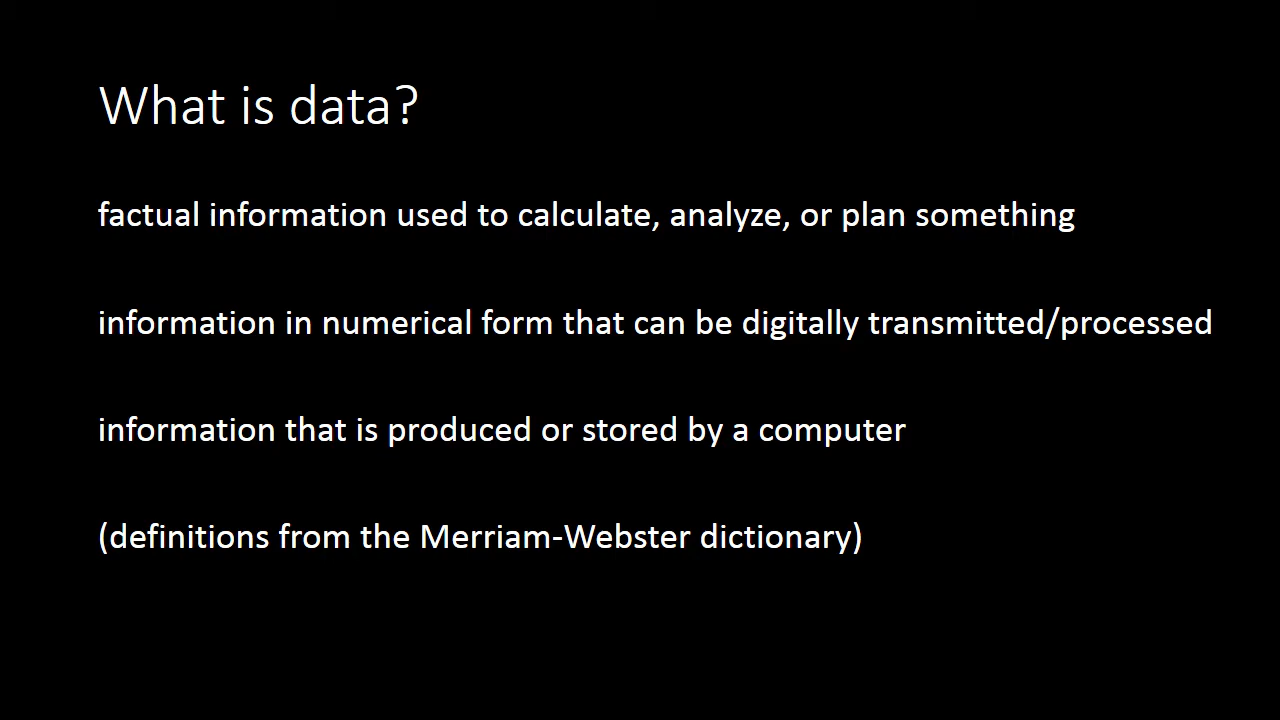 What is data?
factual information used to calculate, analyze, or plan something
information in numerical form that can be digitally transmitted/processed
information that is produced or stored by a computer
(definitions from the Merriam-Webster dictionary)